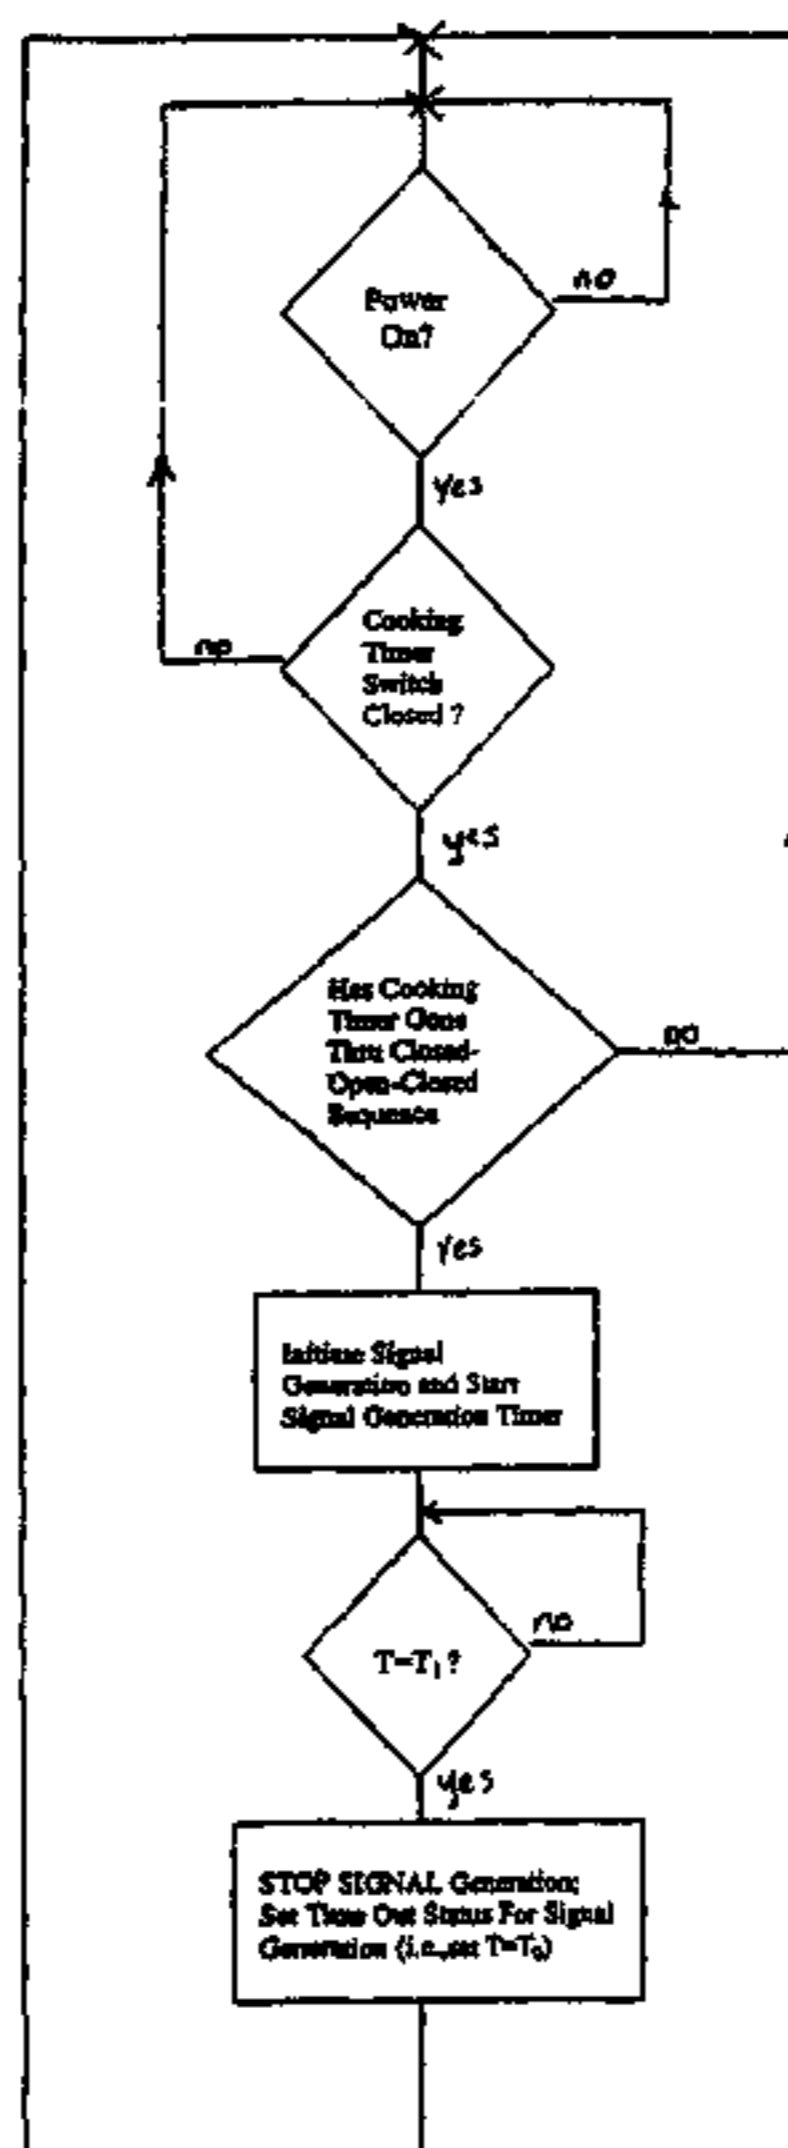 no
Power
On?
yes
Cooking
Timer
Switch
Closed ?
no
yes
Has Cooking
Timer Gone
Thru Closed-
Open-Closed
Sequence
no
yes
Initiate Signal
Generation and Start
Signal Generation Timer
no
T=T₁ ?
yes
STOP SIGNAL Generation;
Set Time Out Status For Signal
Generation (i.e., set T=T₀)